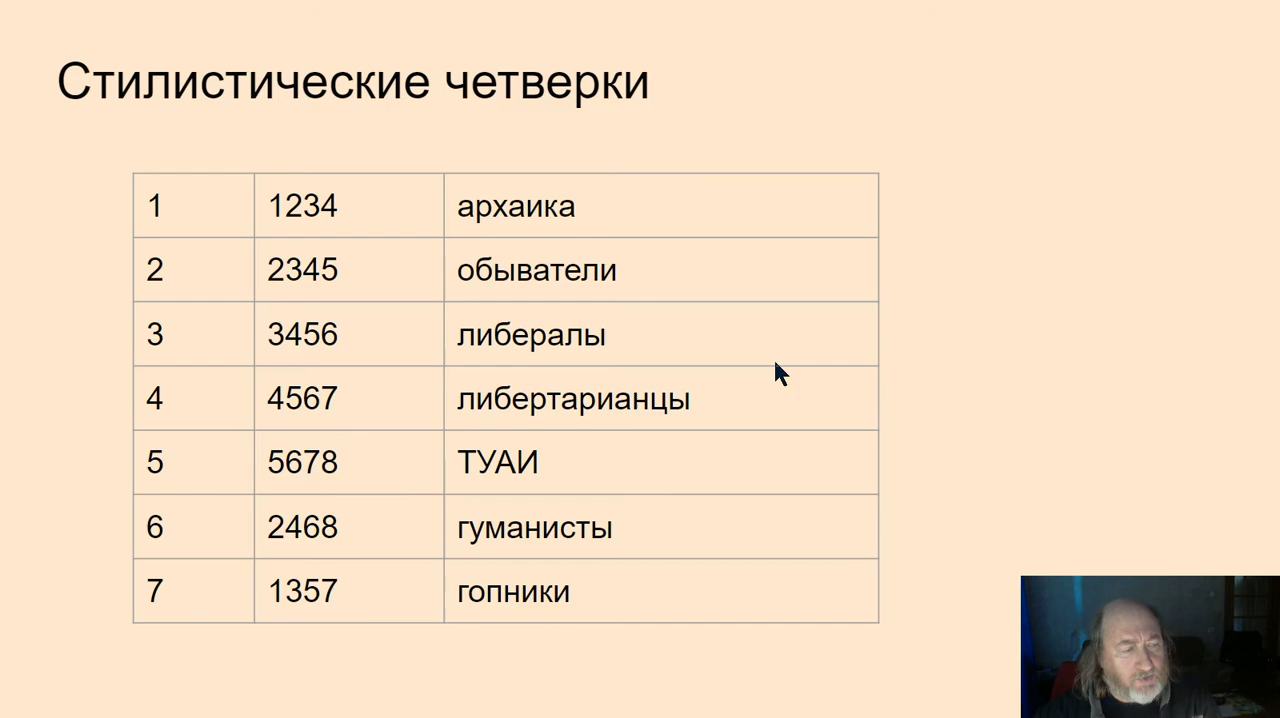 Стилистические четверки
1 1234 архаика
2 2345 обыватели
3 3456 либералы
4 4567 либертарианцы
5 5678 ТУАИ
6 2468 гуманисты
7 1357 гопники